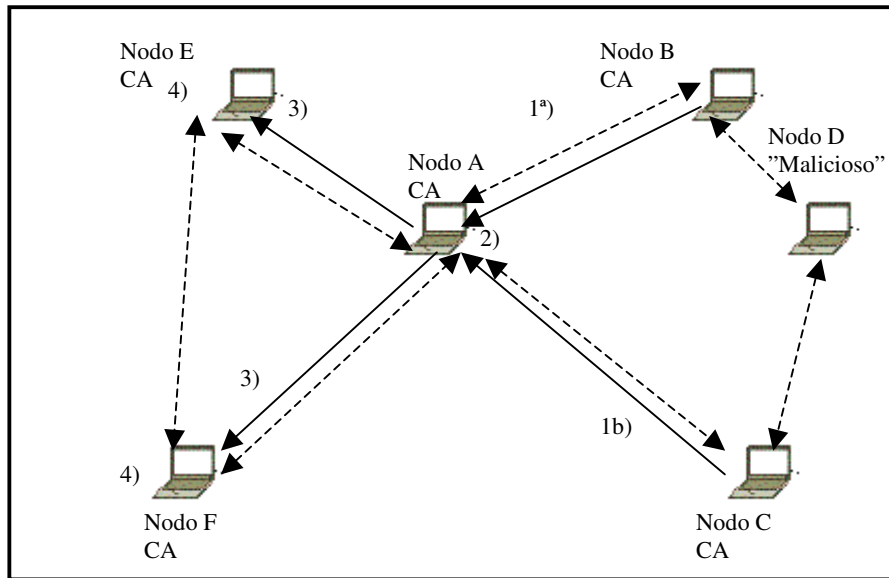 Nodo E
CA
4)
3)
1ª)
Nodo B
CA
Nodo D
”Malicioso”
Nodo A
CA
2)
3)
1b)
4)
Nodo F
CA
Nodo C
CA